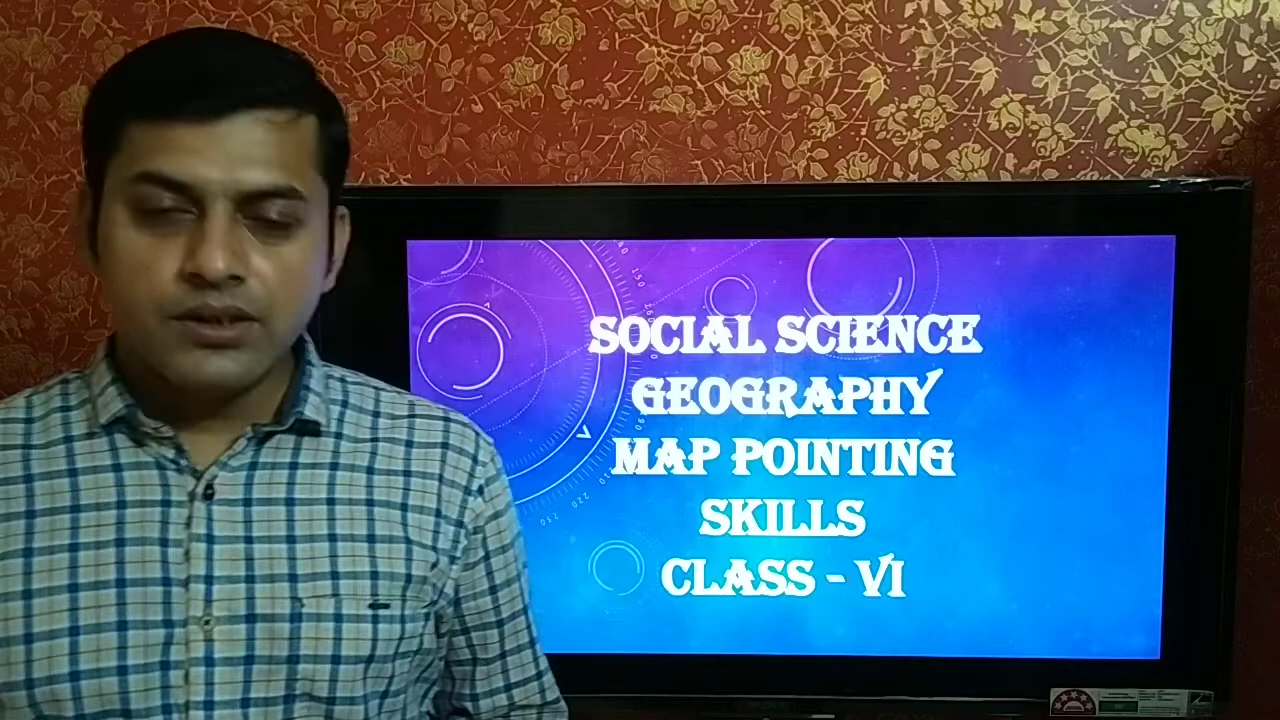 SOCIAL SCIENCE
GEOGRAPHY
MAP POINTING
SKILLS
CLASS - VI